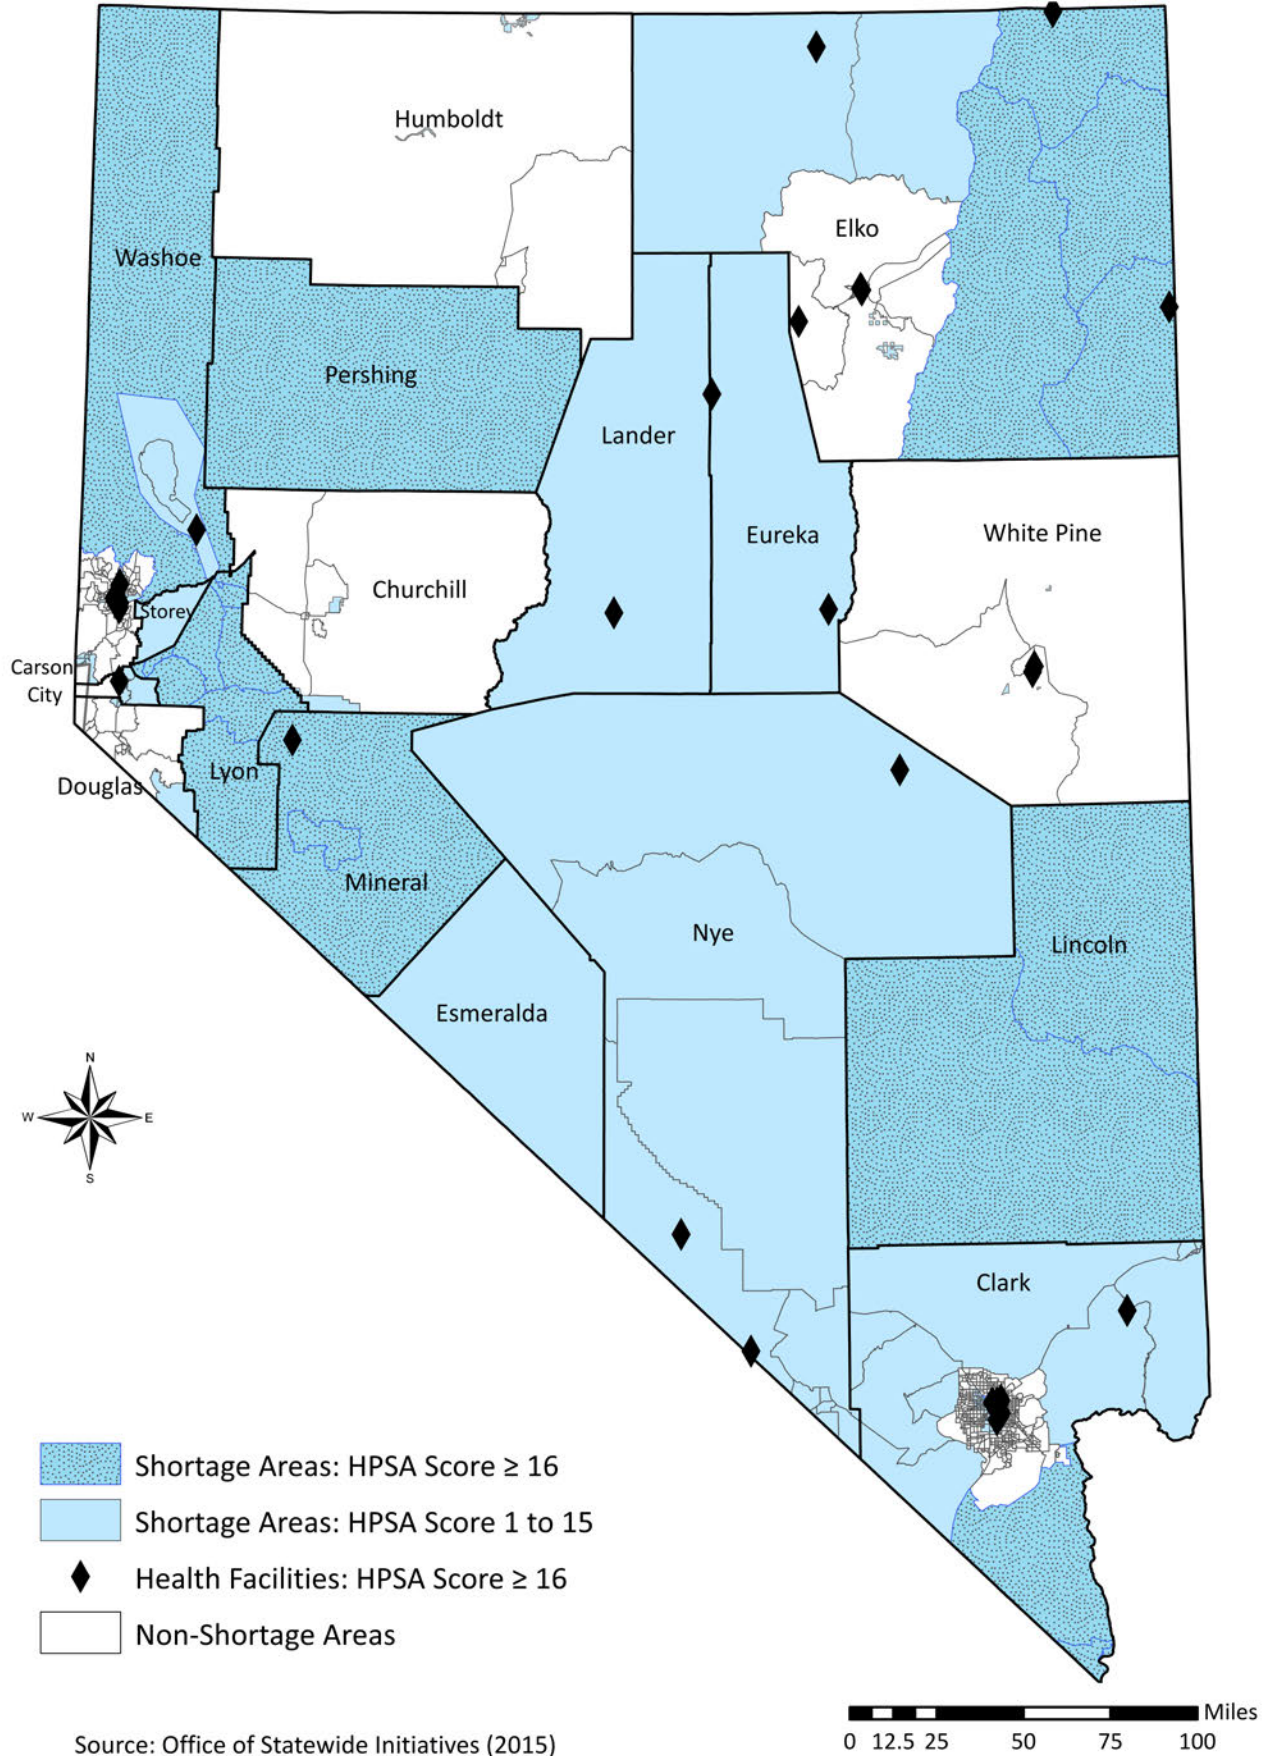 Humboldt
Elko
Washoe
Pershing
Lander
Eureka
White Pine
Churchill
Storey
Carson
City
Lyon
Douglas
Mineral
Nye
Lincoln
Esmeralda
N
W
E
S
Clark
Shortage Areas: HPSA Score ≥ 16
Shortage Areas: HPSA Score 1 to 15
Health Facilities: HPSA Score ≥ 16
Non-Shortage Areas
Miles
0 12.5 25 50 75 100
Source: Office of Statewide Initiatives (2015)